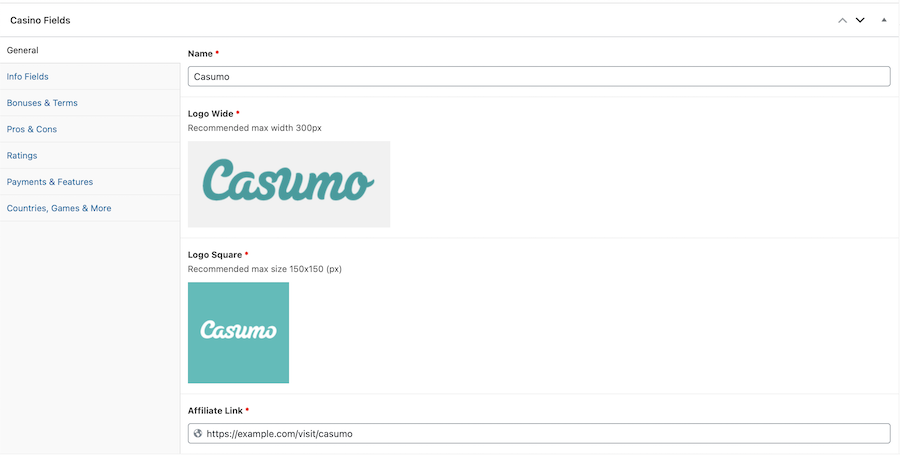 Casino Fields
General
Info Fields
Bonuses & Terms
Pros & Cons
Ratings
Payments & Features
Countries, Games & More
Name *
Casumo
Logo Wide *
Recommended max width 300px
Casumo
Logo Square *
Recommended max size 150x150 (px)
Casumo
Affiliate Link *
https://example.com/visit/casumo